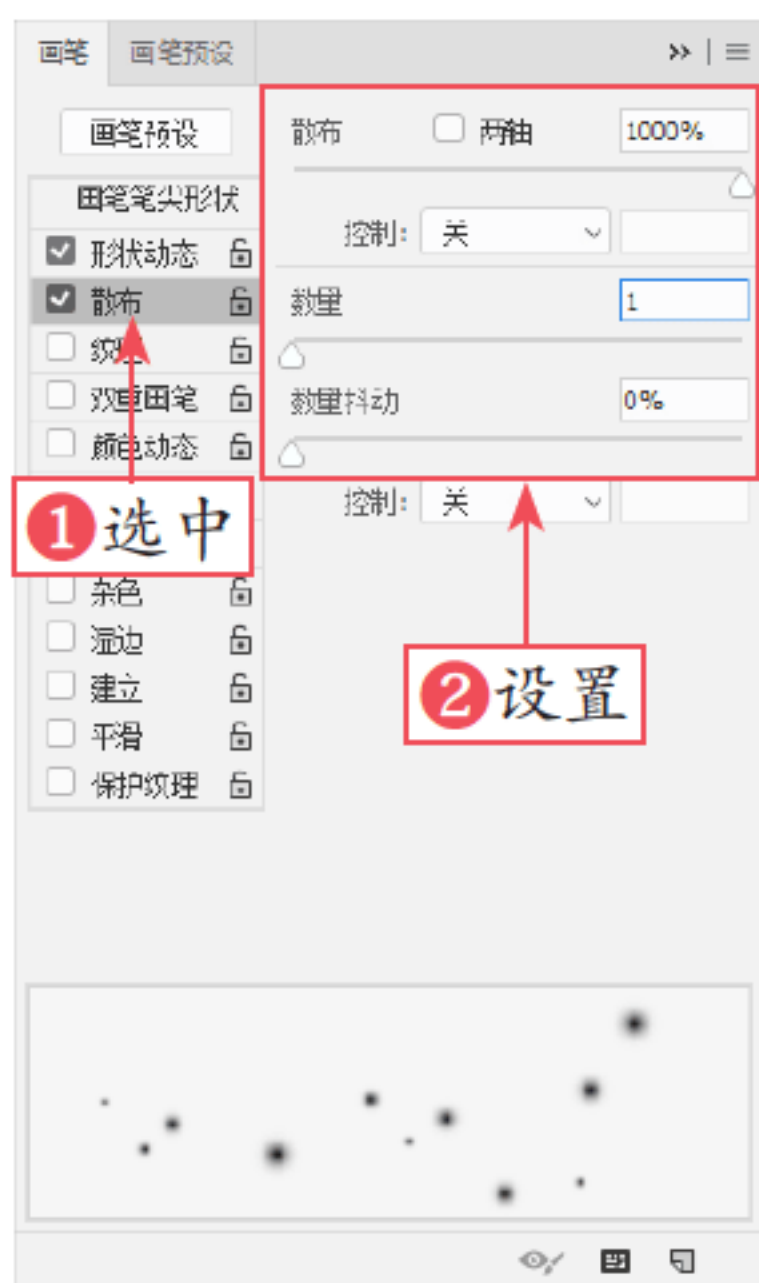 画笔 画笔预设
画笔预设
散布 两轴 1000%
画笔笔尖形状
控制: 关
形状动态
散布
数量 1
双重画笔
数量抖动 0%
颜色动态
控制: 关
1 选中
杂色
湿边
2 设置
建立
平滑
保护纹理